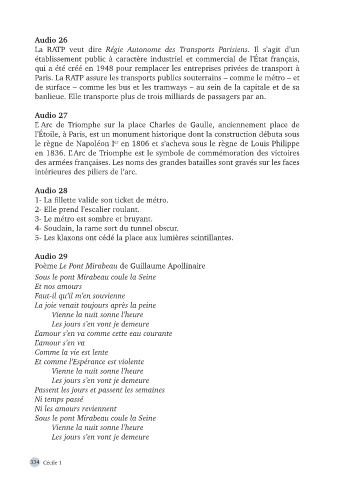 Audio 26
La RATP veut dire Régie Autonome des Transports Parisiens. Il s'agit d'un
établissement public à caractère industriel et commercial de l'État français,
qui a été créé en 1948 pour remplacer les entreprises privées de transport à
Paris. La RATP assure les transports publics souterrains – comme le métro – et
de surface – comme les bus et les tramways – au sein de la capitale et de sa
banlieue. Elle transporte plus de trois milliards de passagers par an.
Audio 27
L'Arc de Triomphe sur la place Charles de Gaulle, anciennement place de
l'Étoile, à Paris, est un monument historique dont la construction débuta sous
le règne de Napoléon Ier en 1806 et s'acheva sous le règne de Louis Philippe
en 1836. L'Arc de Triomphe est le symbole de commémoration des victoires
des armées françaises. Les noms des grandes batailles sont gravés sur les faces
intérieures des piliers de l'arc.
Audio 28
1- La fillette valide son ticket de métro.
2- Elle prend l'escalier roulant.
3- Le métro est sombre et bruyant.
4- Soudain, la rame sort du tunnel obscur.
5- Les klaxons ont cédé la place aux lumières scintillantes.
Audio 29
Poème Le Pont Mirabeau de Guillaume Apollinaire
Sous le pont Mirabeau coule la Seine
Et nos amours
Faut-il qu'il m'en souvienne
La joie venait toujours après la peine
Vienne la nuit sonne l'heure
Les jours s'en vont je demeure
L'amour s'en va comme cette eau courante
L'amour s'en va
Comme la vie est lente
Et comme l'Espérance est violente
Vienne la nuit sonne l'heure
Les jours s'en vont je demeure
Passent les jours et passent les semaines
Ni temps passé
Ni les amours reviennent
Sous le pont Mirabeau coule la Seine
Vienne la nuit sonne l'heure
Les jours s'en vont je demeure
334 Cécile 1